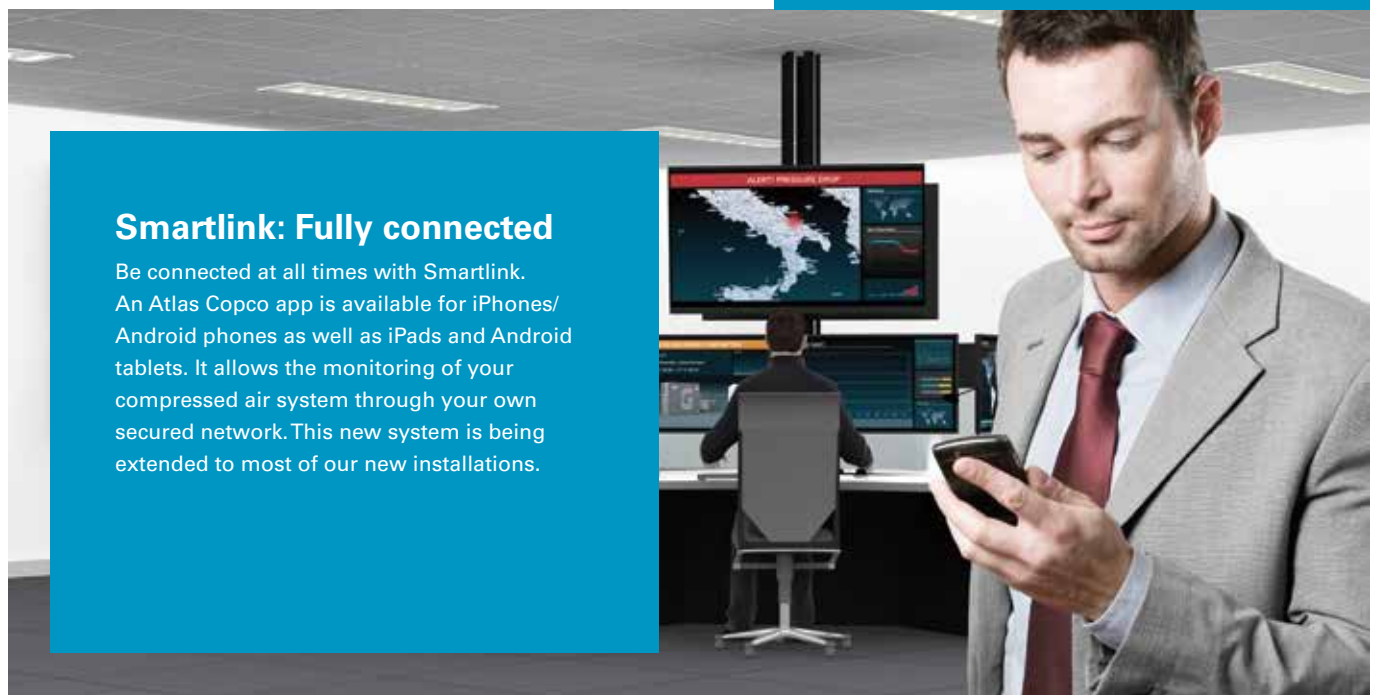 Smartlink: Fully connected
Be connected at all times with Smartlink.
An Atlas Copco app is available for iPhones/
Android phones as well as iPads and Android
tablets. It allows the monitoring of your
compressed air system through your own
secured network. This new system is being
extended to most of our new installations.
ALERT! PRESSURE DROP